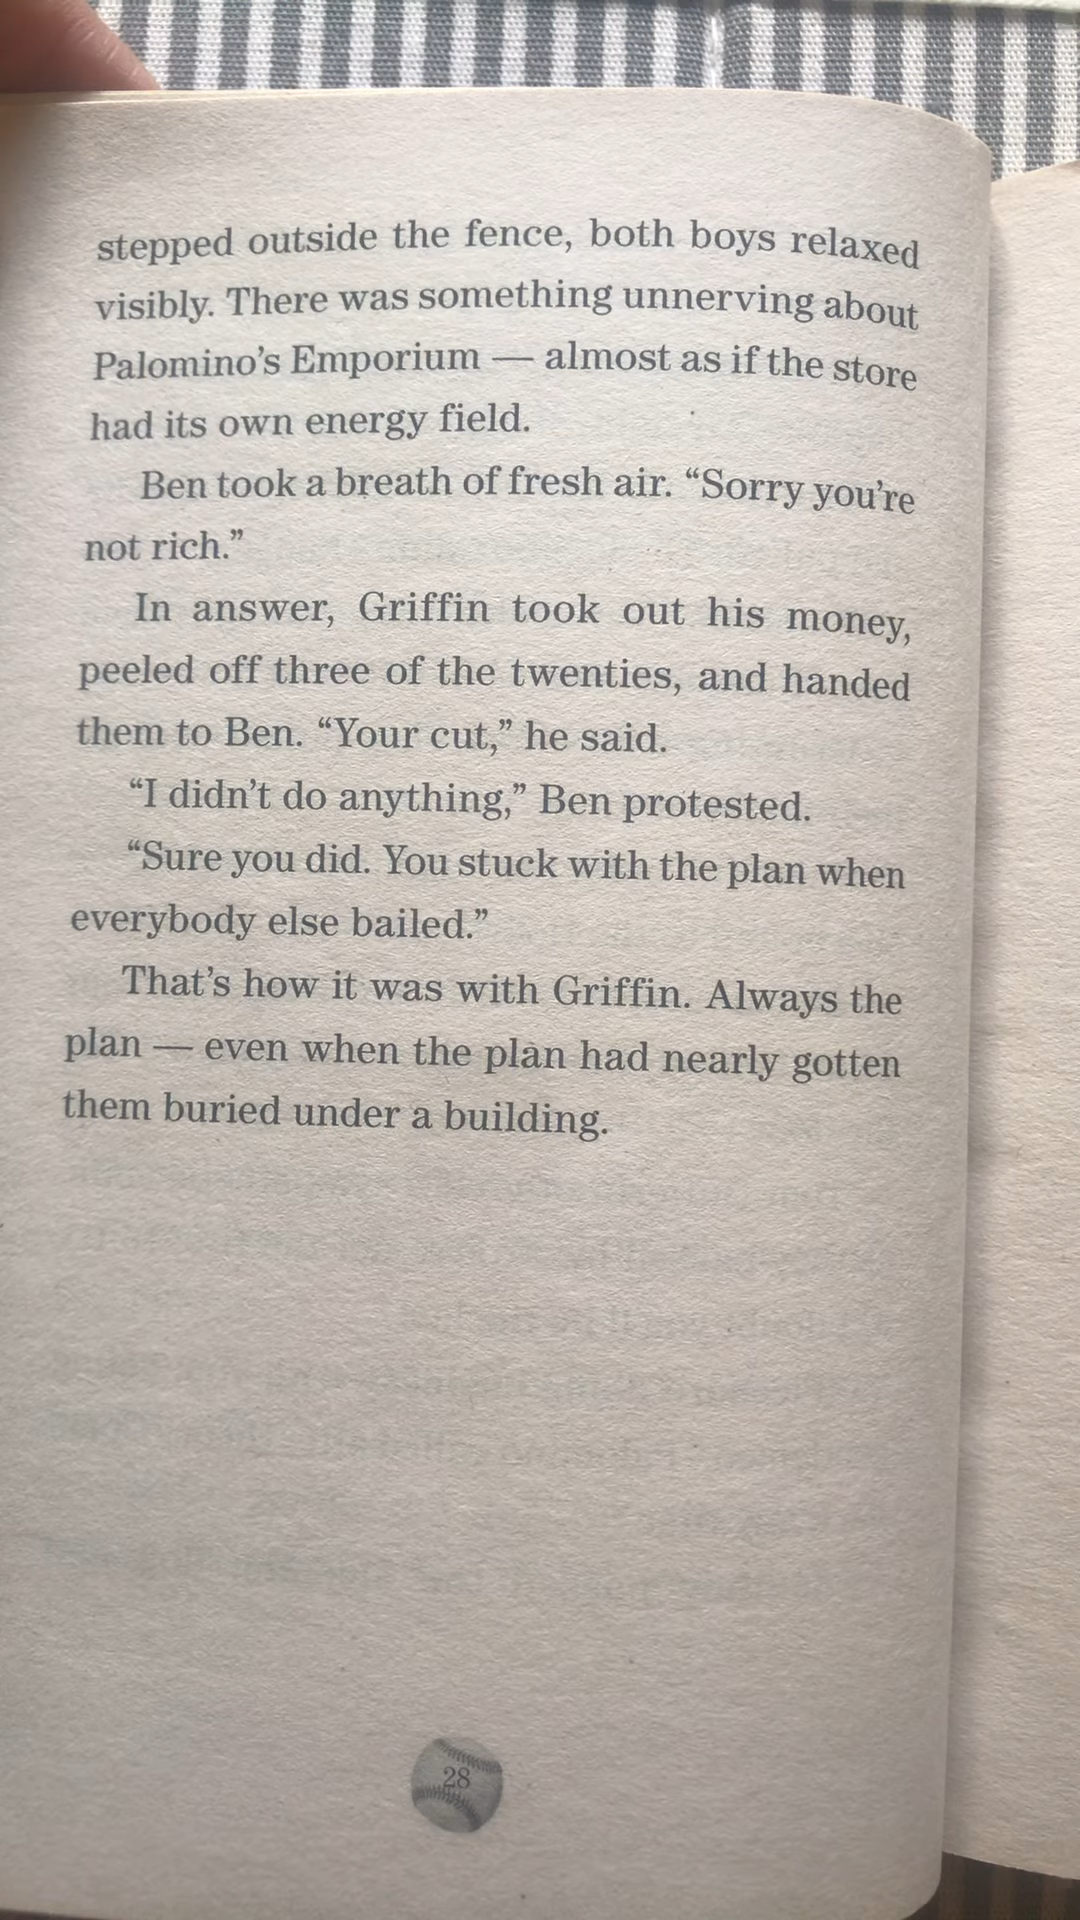 stepped outside the fence, both boys relaxed
visibly. There was something unnerving about
Palomino’s Emporium — almost as if the store
had its own energy field.
Ben took a breath of fresh air. “Sorry you’re
not rich.”
In answer, Griffin took out his money,
peeled off three of the twenties, and handed
them to Ben. “Your cut,” he said.
“I didn’t do anything,” Ben protested.
“Sure you did. You stuck with the plan when
everybody else bailed.”
That’s how it was with Griffin. Always the
plan — even when the plan had nearly gotten
them buried under a building.
28